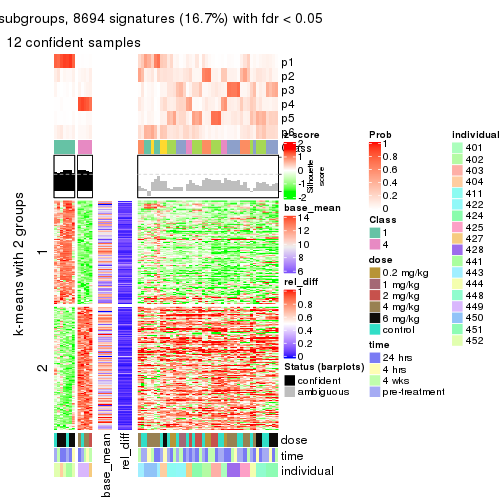 subgroups, 8694 signatures (16.7%) with fdr < 0.05
12 confident samples
p1
p2
p3
p4
p5
p6
Class
Silhouette
score
k-means with 2 groups
1
2
dose
time
individual
base_mean
rel_diff
z-score
2
1
0
-1
-2
base_mean
14
12
10
8
6
rel_diff
1
0.8
0.6
0.4
0.2
0
Status (barplots)
confident
ambiguous
Prob
1
0.8
0.6
0.4
0.2
0
Class
1
4
dose
0.2 mg/kg
1 mg/kg
2 mg/kg
4 mg/kg
6 mg/kg
control
time
24 hrs
4 hrs
4 wks
pre-treatment
individual
401
402
403
404
411
422
424
425
427
428
441
443
444
448
449
450
451
452